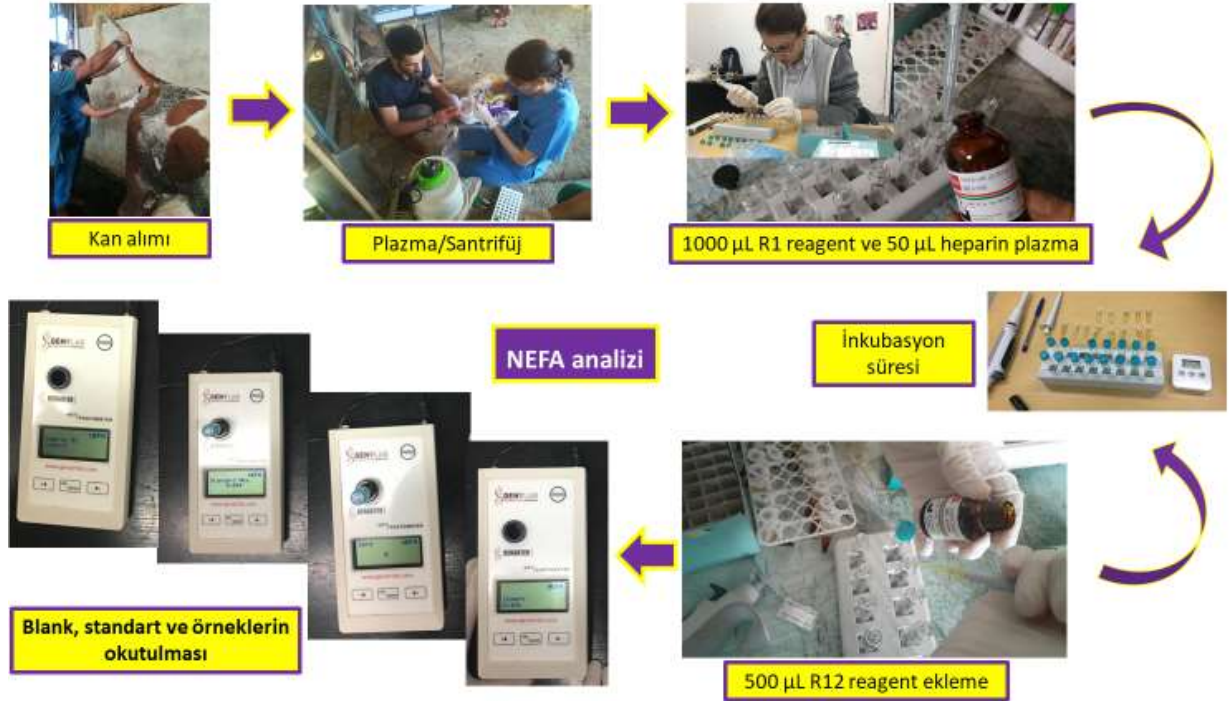 Kan alımı
Plazma/Santrifüj
1000 µL R1 reagent ve 50 µL heparin plazma
İnkubasyon
süresi
NEFA analizi
500 µL R12 reagent ekleme
Blank, standart ve örneklerin
okutulması